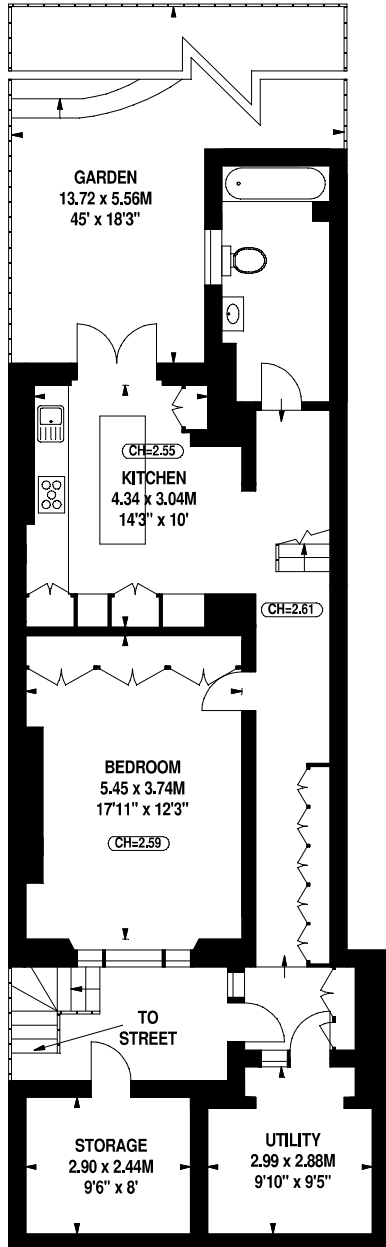 GARDEN
13.72 x 5.56M
45' x 18'3"
CH=2.55
KITCHEN
4.34 x 3.04M
14'3" x 10'
CH=2.61
BEDROOM
5.45 x 3.74M
17'11" x 12'3"
CH=2.59
TO
STREET
STORAGE
2.90 x 2.44M
9'6" x 8'
UTILITY
2.99 x 2.88M
9'10" x 9'5"